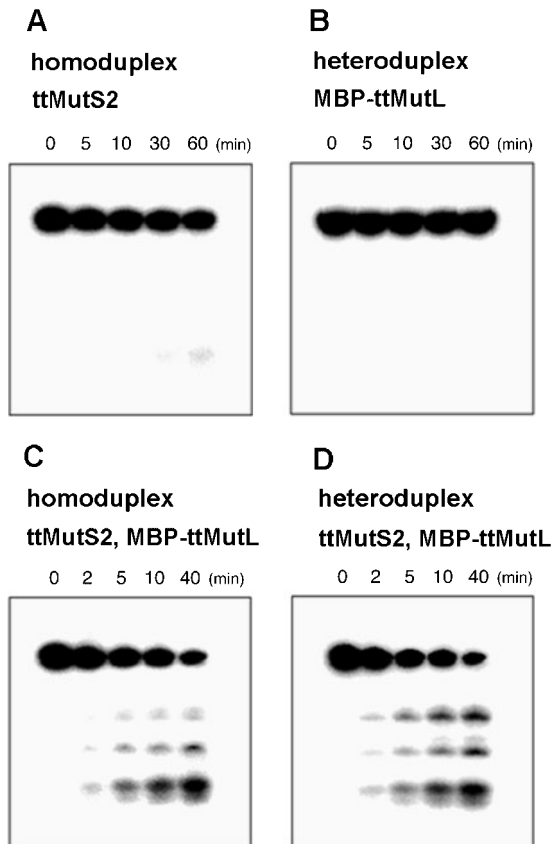 A
homoduplex
ttMutS2
0 5 10 30 60 (min)
B
heteroduplex
MBP-ttMutL
0 5 10 30 60 (min)
C
homoduplex
ttMutS2, MBP-ttMutL
0 2 5 10 40 (min)
D
heteroduplex
ttMutS2, MBP-ttMutL
0 2 5 10 40 (min)